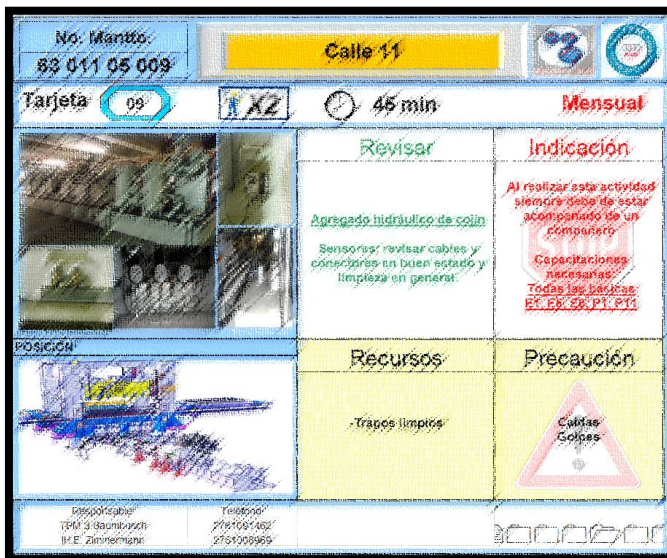 No. Mantto.
63 011 05 009
Calle 11
Tarjeta 09
X2
45 min
Mensual
Revisar
Agregado hidráulico de cojín
Sensores: revisar cables y
conectores en buen estado y
limpieza en general.
Indicación
Al realizar esta actividad
siempre debe de estar
acompañado de un
compañero
Capacitaciones
necesarias:
Todas las básicas
POSICIÓN
Recursos
-Trapos limpios
Precaución
Caídas
Golpes
Responsable:
Teléfono:
TPM 3 Baumbusch
IH.E. Zimmermann